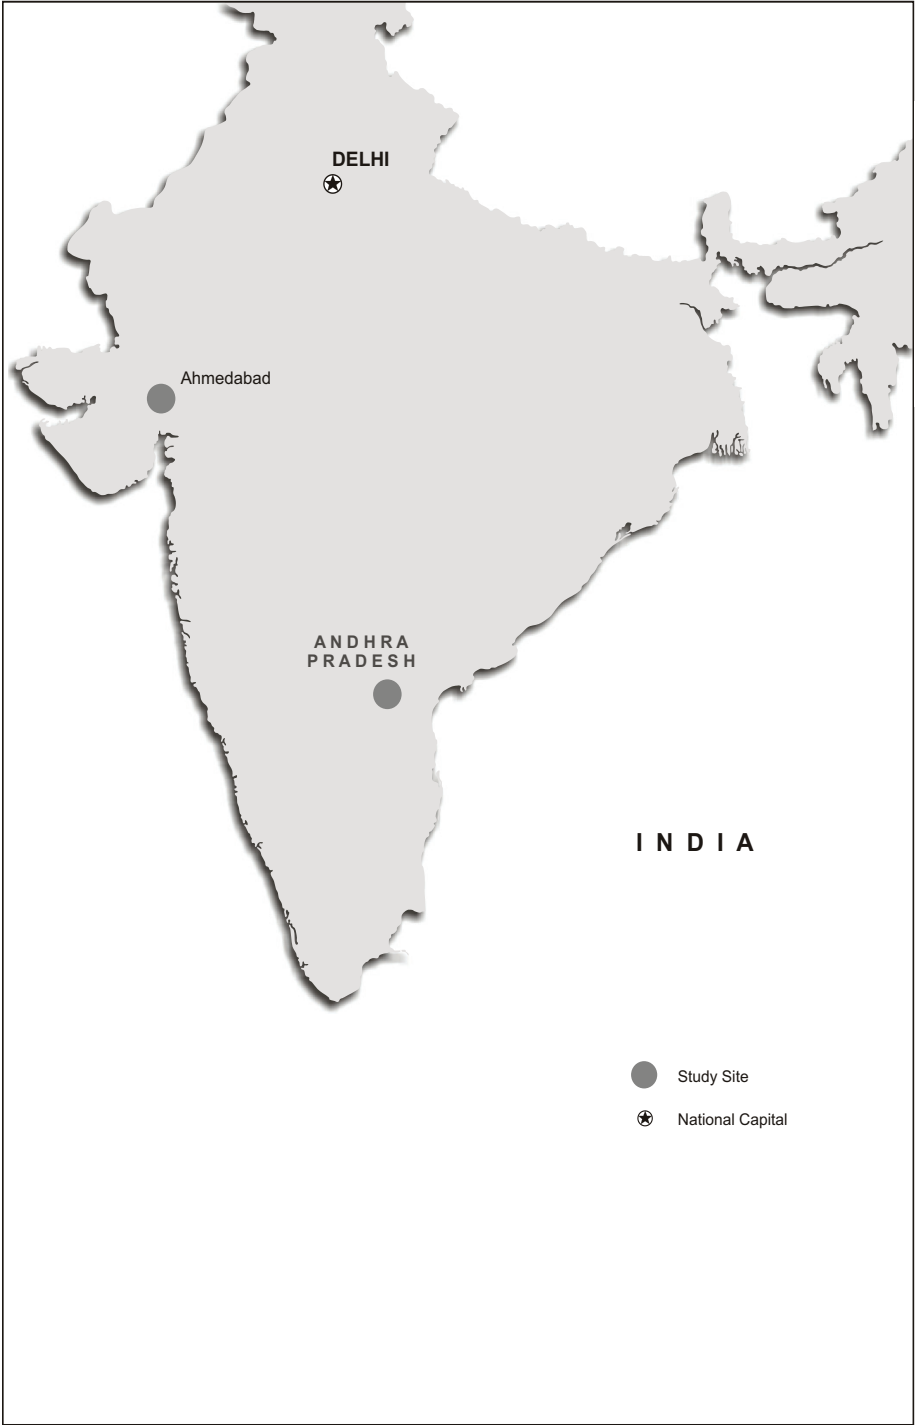 DELHI
Ahmedabad
ANDHRA
PRADESH
INDIA
Study Site
National Capital